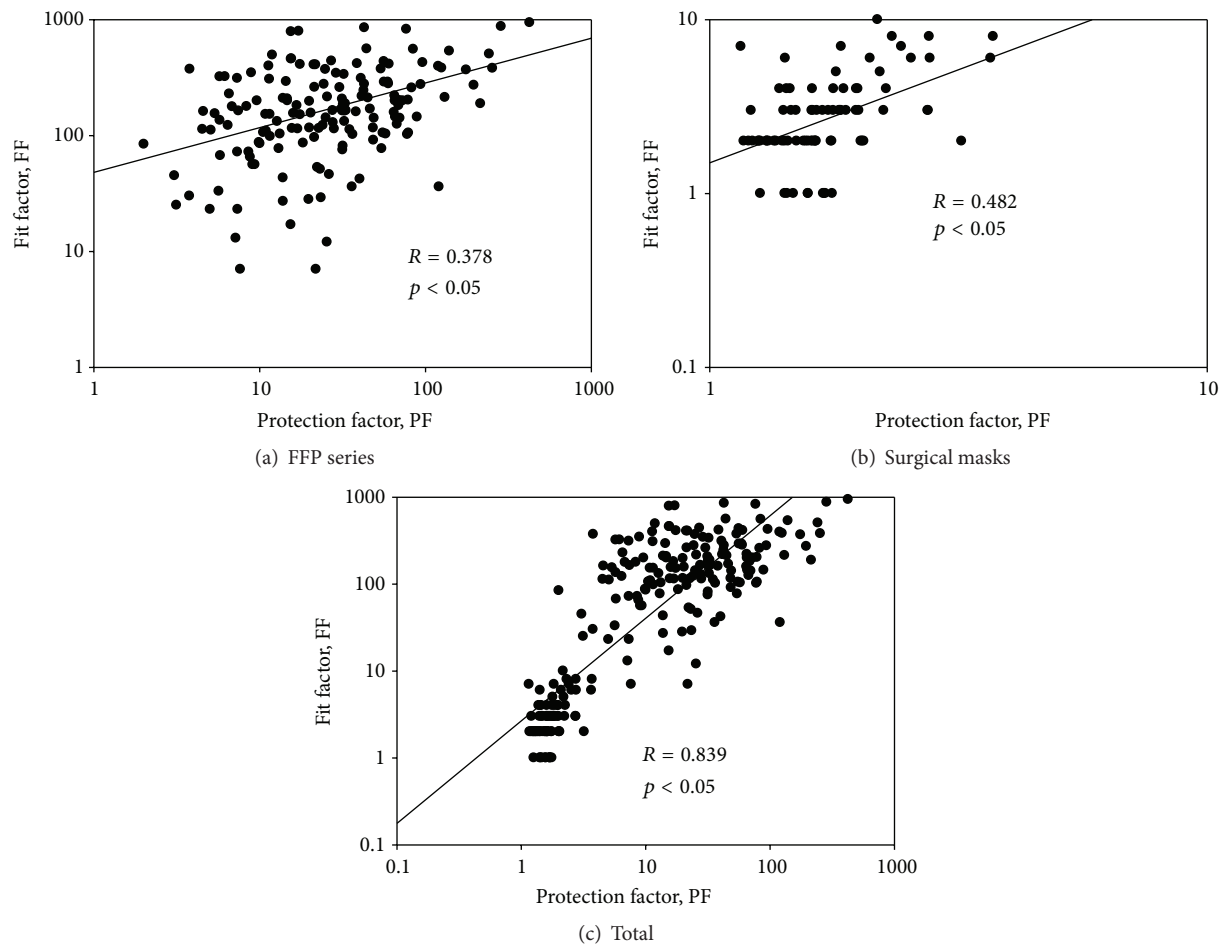 1000
100
10
1
Fit factor, FF
R = 0.378
p < 0.05
1
10
100
1000
Protection factor, PF
(a) FFP series
10
1
0.1
Fit factor, FF
R = 0.482
p < 0.05
1
10
Protection factor, PF
(b) Surgical masks
1000
100
10
1
0.1
Fit factor, FF
R = 0.839
p < 0.05
0.1
1
10
100
1000
Protection factor, PF
(c) Total